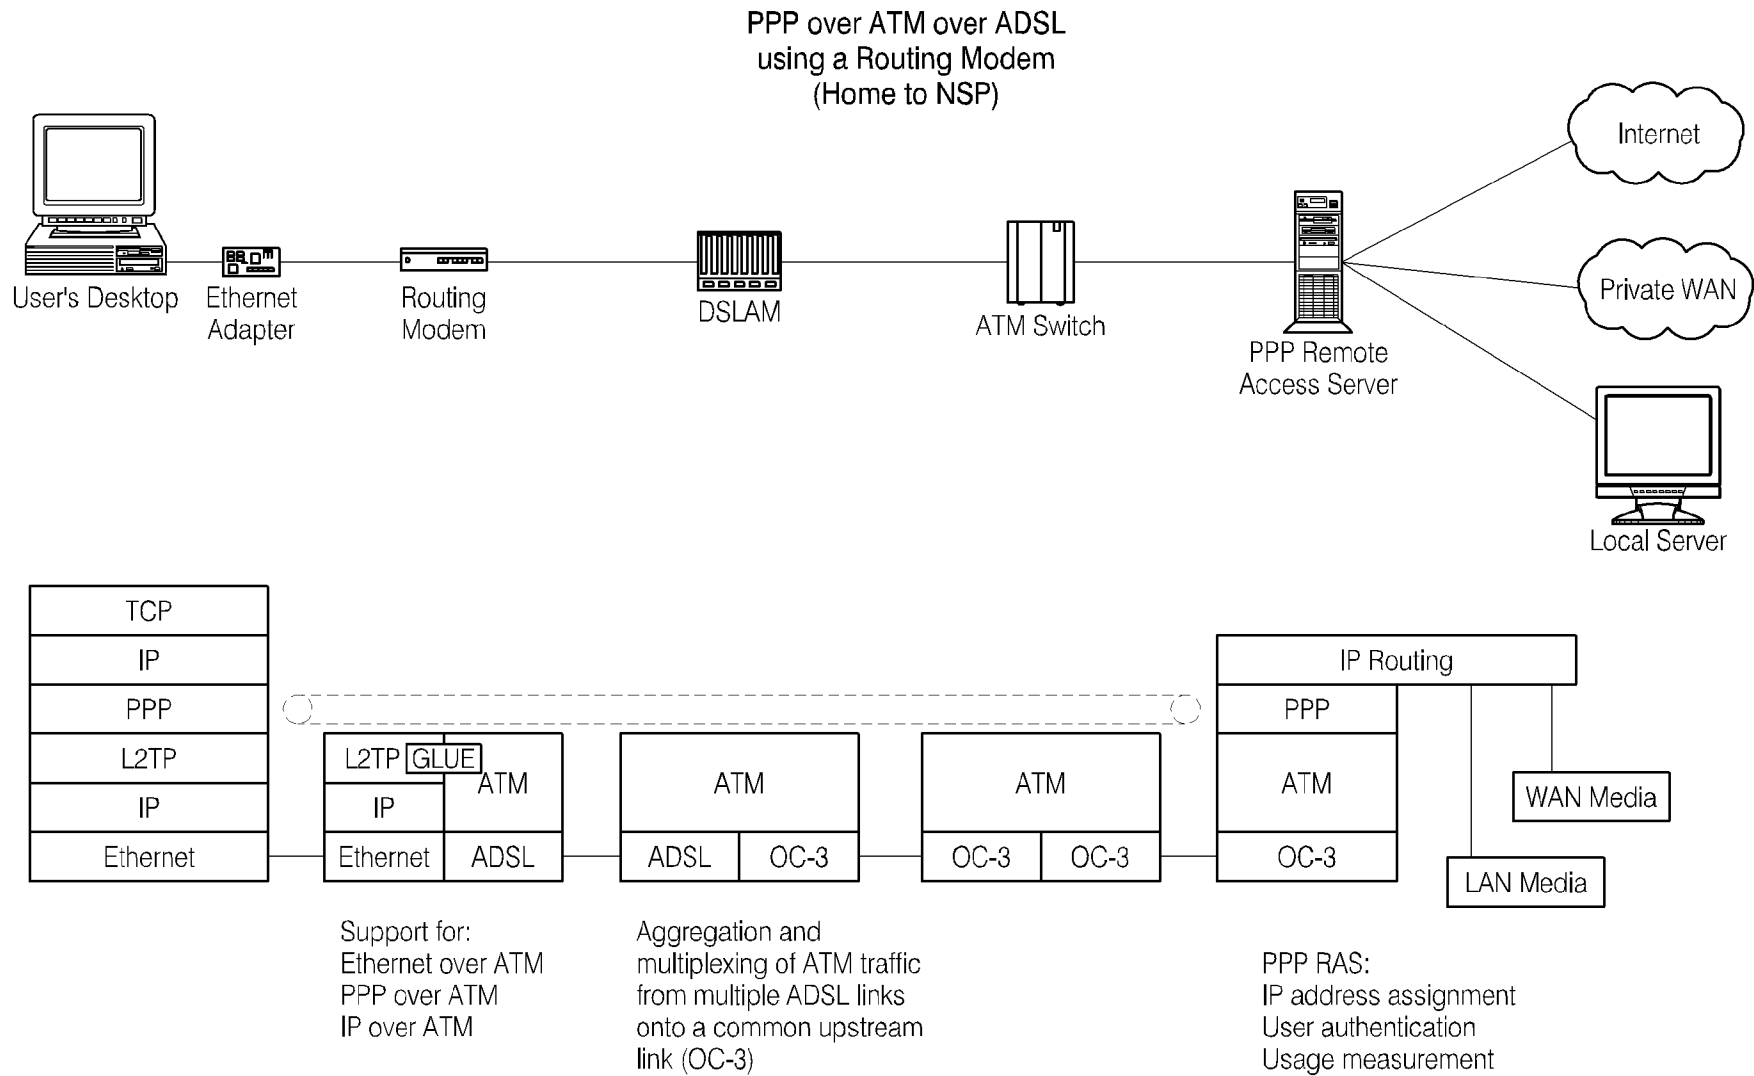 PPP over ATM over ADSL
using a Routing Modem
(Home to NSP)
Internet
Private WAN
User's Desktop
Ethernet
Adapter
Routing
Modem
DSLAM
ATM Switch
PPP Remote
Access Server
Local Server
TCP
IP
PPP
L2TP
IP
Ethernet
L2TP
GLUE
ATM
IP
Ethernet
ADSL
ATM
ADSL
OC-3
ATM
OC-3
OC-3
IP Routing
PPP
ATM
OC-3
WAN Media
LAN Media
Support for:
Ethernet over ATM
PPP over ATM
IP over ATM
Aggregation and
multiplexing of ATM traffic
from multiple ADSL links
onto a common upstream
link (OC-3)
PPP RAS:
IP address assignment
User authentication
Usage measurement